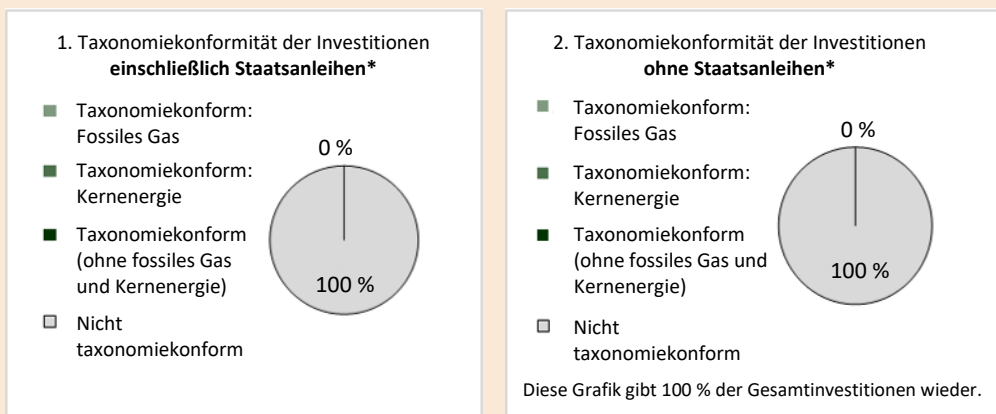 1. Taxonomiekonformität der Investitionen
einschließlich Staatsanleihen*
Taxonomiekonform:
Fossiles Gas
Taxonomiekonform:
Kernenergie
Taxonomiekonform
(ohne fossiles Gas
und Kernenergie)
Nicht
taxonomiekonform
0 %
100 %
2. Taxonomiekonformität der Investitionen
ohne Staatsanleihen*
Taxonomiekonform:
Fossiles Gas
Taxonomiekonform:
Kernenergie
Taxonomiekonform
(ohne fossiles Gas und
Kernenergie)
Nicht
taxonomiekonform
0 %
100 %
Diese Grafik gibt 100 % der Gesamtinvestitionen wieder.